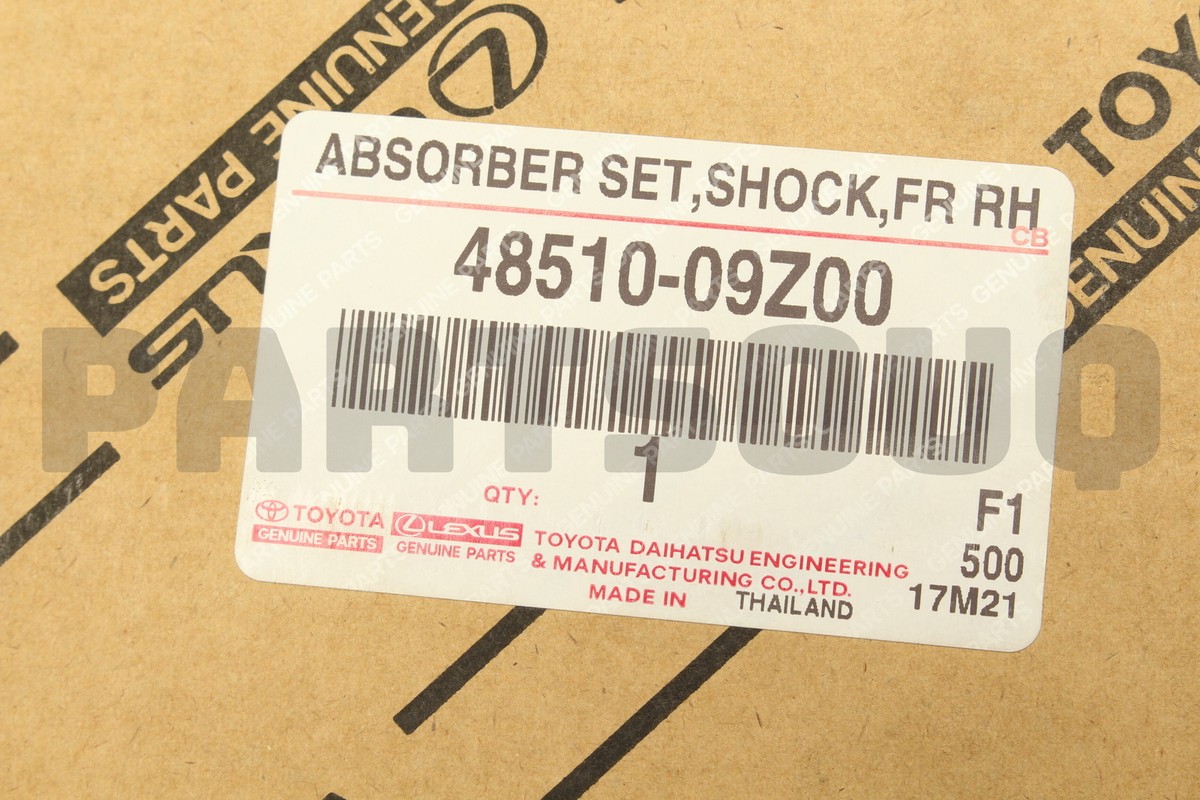 GENUINE PARTS
TOY
GENUIN
ABSORBER SET,SHOCK,FR RH
CB
48510-09Z00
PARTSOUQ
QTY: 1
F1
TOYOTA
GENUINE PARTS
LEXUS
GENUINE PARTS
TOYOTA DAIHATSU ENGINEERING
& MANUFACTURING CO.,LTD.
500
MADE IN THAILAND
17M21